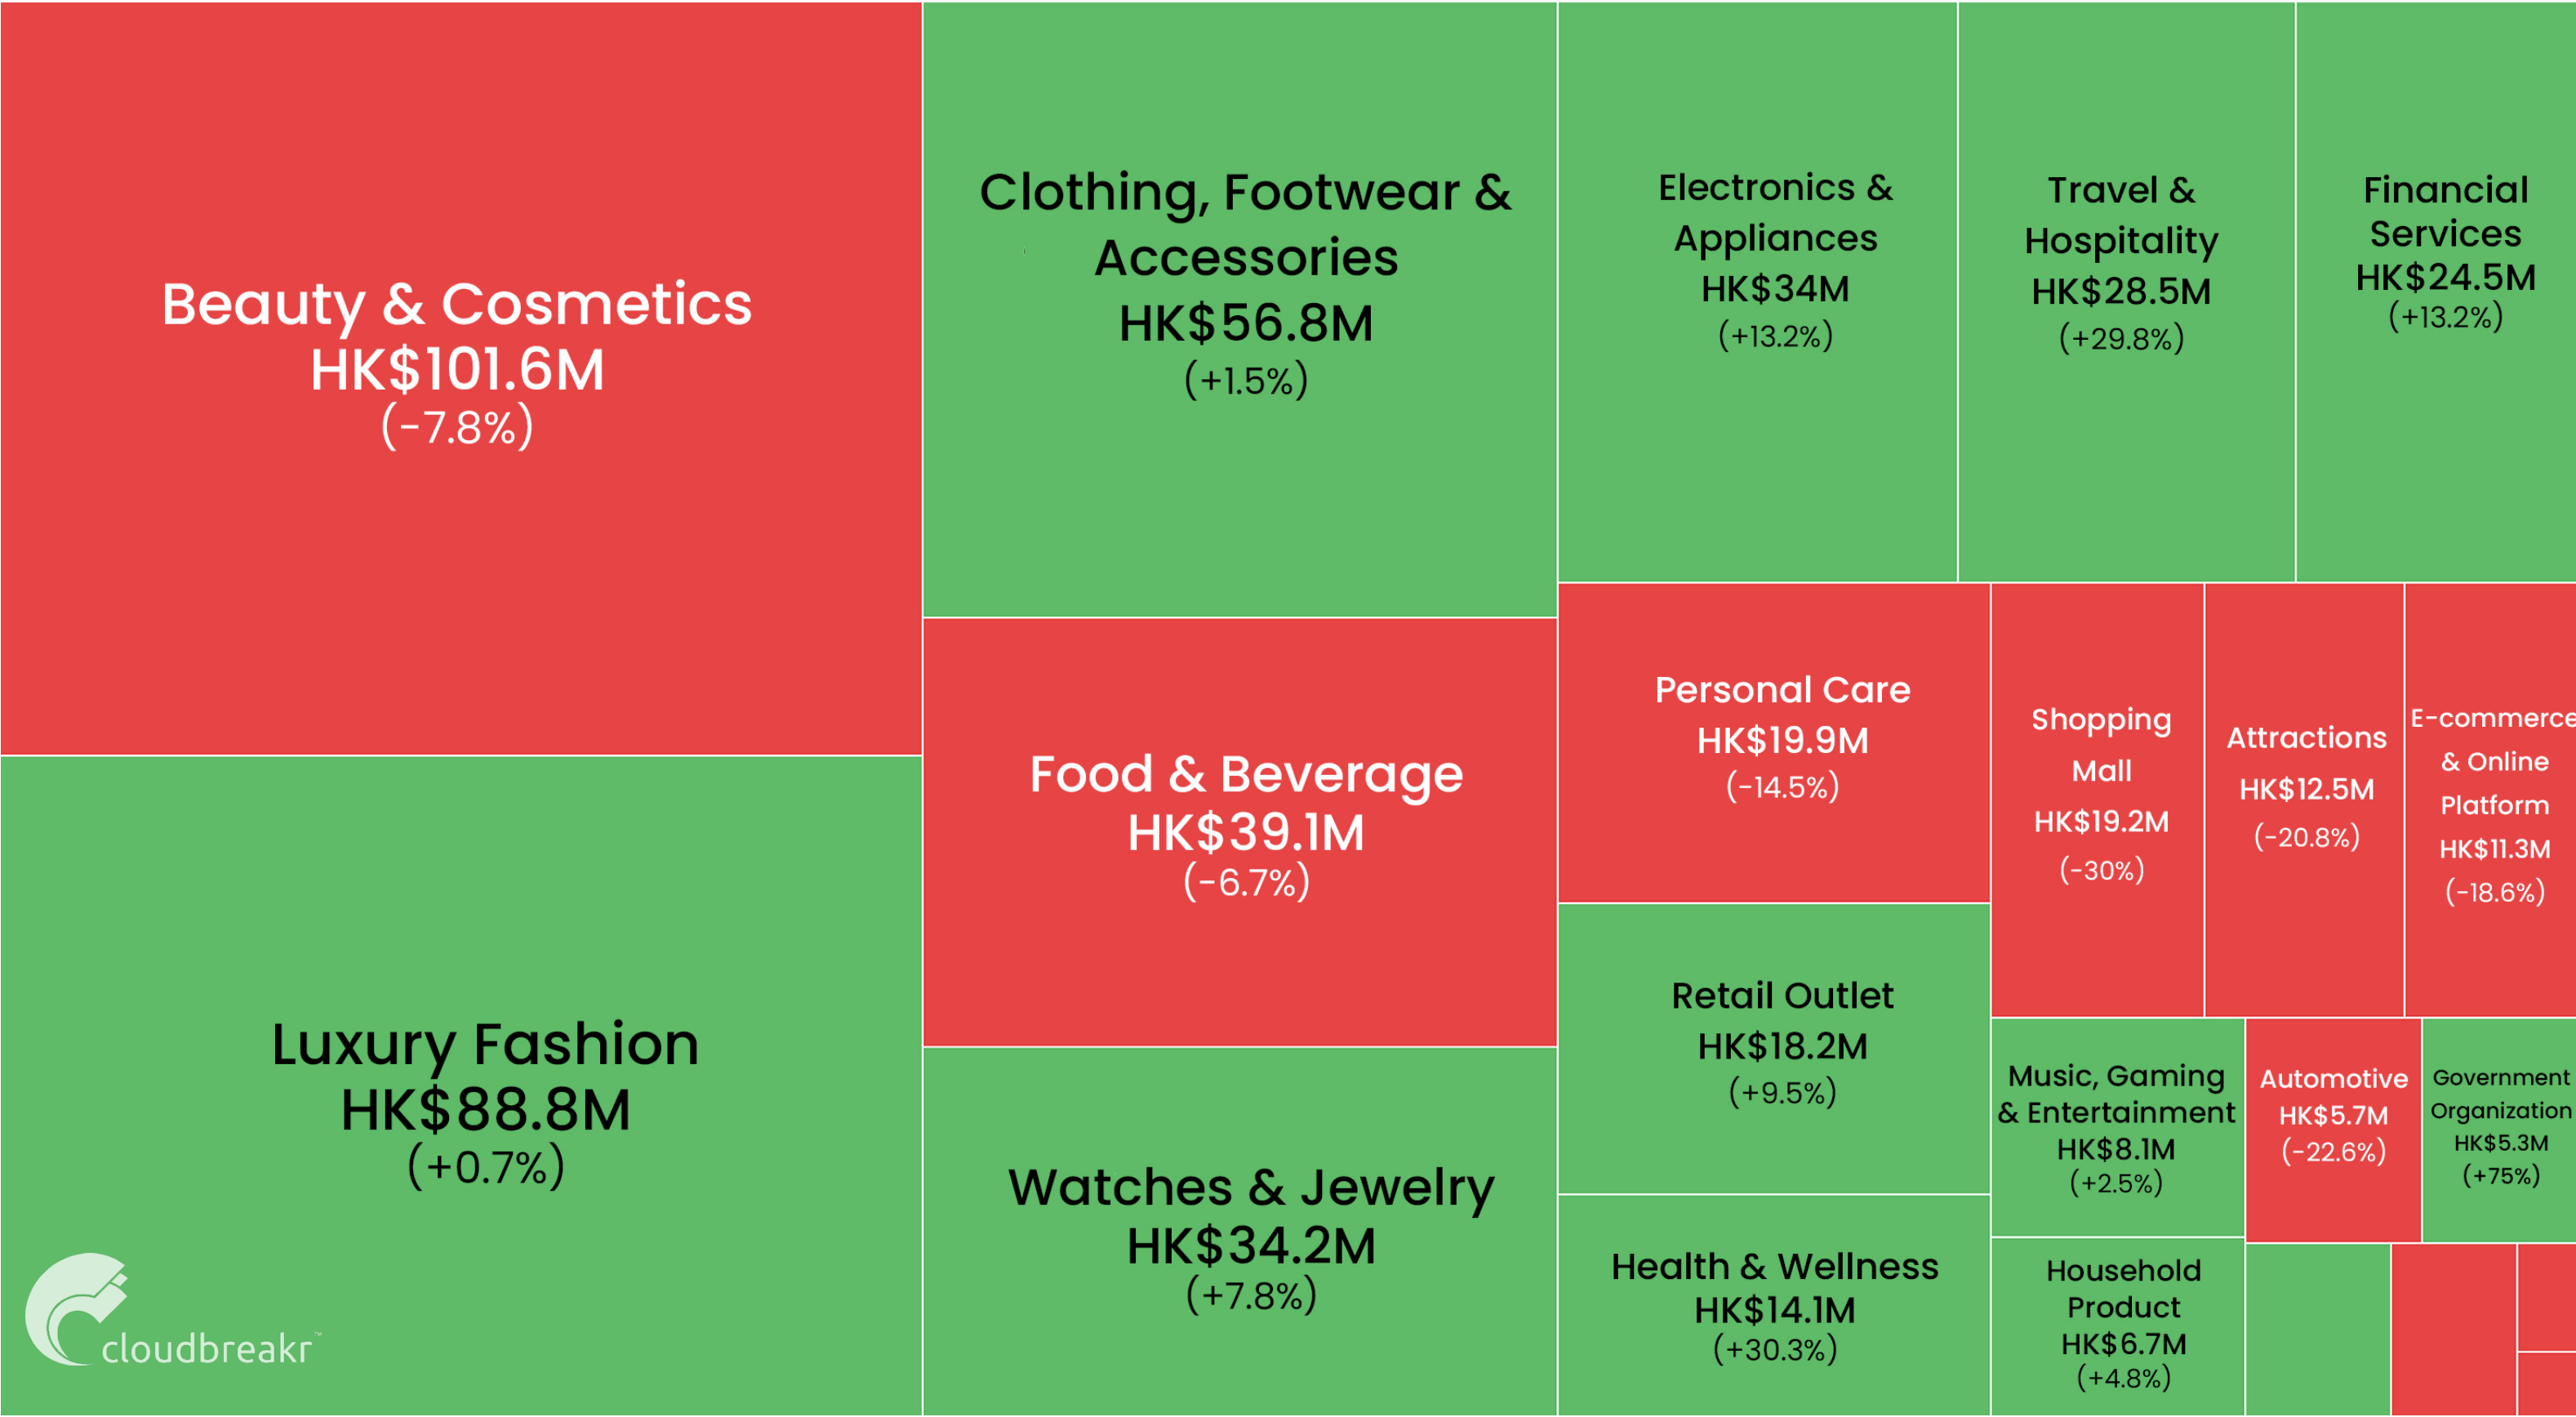 Beauty & Cosmetics
HK$101.6M
(-7.8%)
Luxury Fashion
HK$88.8M
(+0.7%)
cloudbreakr™
Clothing, Footwear &
Accessories
HK$56.8M
(+1.5%)
Food & Beverage
HK$39.1M
(-6.7%)
Watches & Jewelry
HK$34.2M
(+7.8%)
Electronics &
Appliances
HK$34M
(+13.2%)
Travel &
Hospitality
HK$28.5M
(+29.8%)
Financial
Services
HK$24.5M
(+13.2%)
Personal Care
HK$19.9M
(-14.5%)
Shopping
Mall
HK$19.2M
(-30%)
Attractions
HK$12.5M
(-20.8%)
E-commerce
& Online
Platform
HK$11.3M
(-18.6%)
Retail Outlet
HK$18.2M
(+9.5%)
Health & Wellness
HK$14.1M
(+30.3%)
Music, Gaming
& Entertainment
HK$8.1M
(+2.5%)
Automotive
HK$5.7M
(-22.6%)
Government
Organization
HK$5.3M
(+75%)
Household
Product
HK$6.7M
(+4.8%)